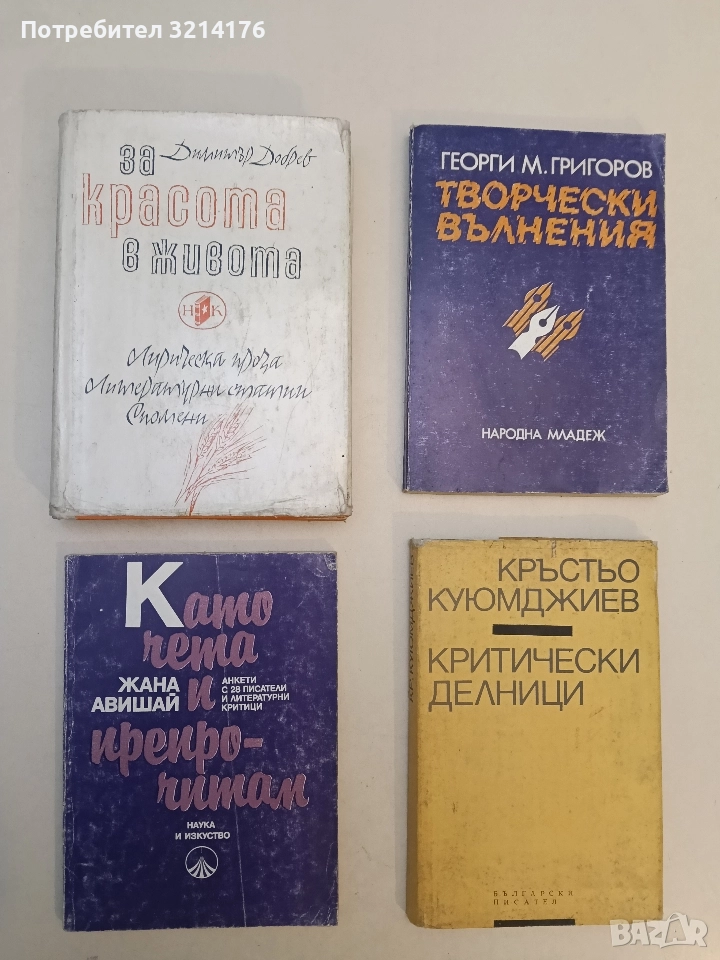 Потребител 3214176
Димитър Добрев
за
красота
в живота
НК
Лирическа проза
Литературни статии
Спомени
ГЕОРГИ М. ГРИГОРОВ
ТВОРЧЕСКИ
ВЪЛНЕНИЯ
НАРОДНА МЛАДЕЖ
Като
чета
и
препро-
читам
ЖАНА
АВИШАЙ
АНКЕТИ
С 28 ПИСАТЕЛИ
И ЛИТЕРАТУРНИ
КРИТИЦИ
НАУКА
И ИЗКУСТВО
КРЪСТЬО
КУЮМДЖИЕВ
КРИТИЧЕСКИ
ДЕЛНИЦИ
БЪЛГАРСКИ
ПИСАТЕЛ
BAZAR